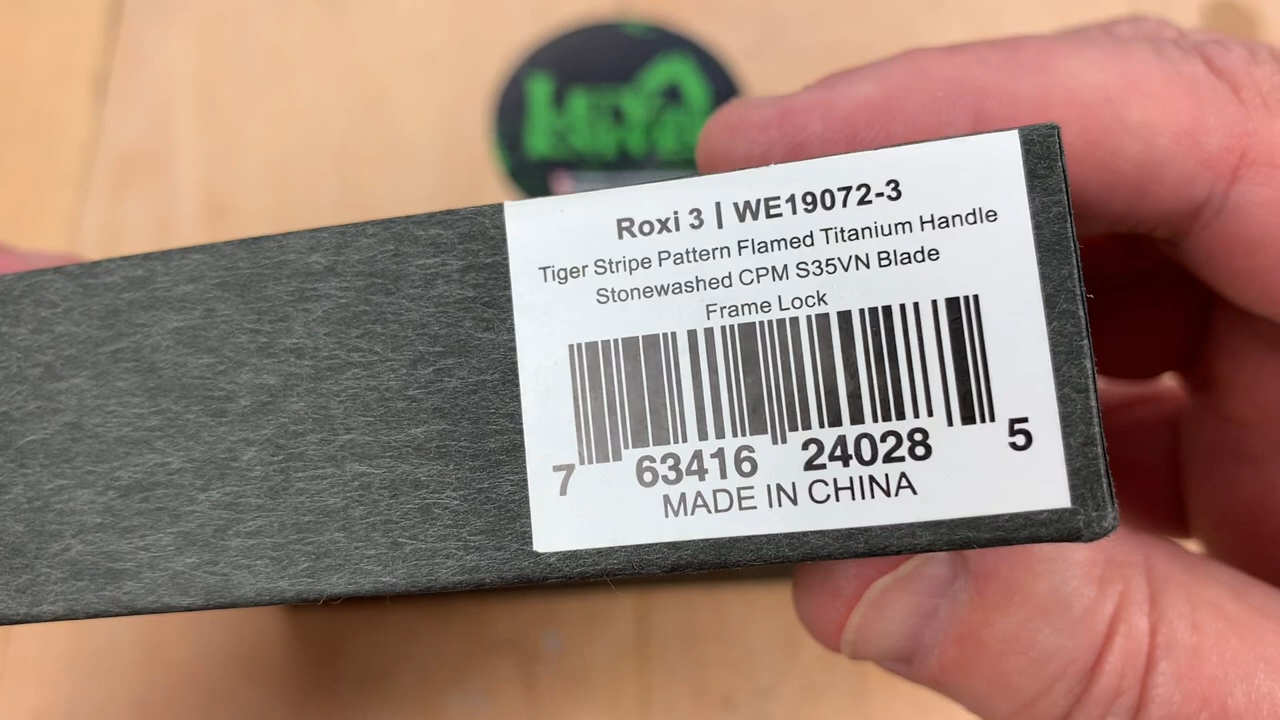 Roxi 3 | WE19072-3
Tiger Stripe Pattern Flamed Titanium Handle
Stonewashed CPM S35VN Blade
Frame Lock
7 63416 24028 5
MADE IN CHINA